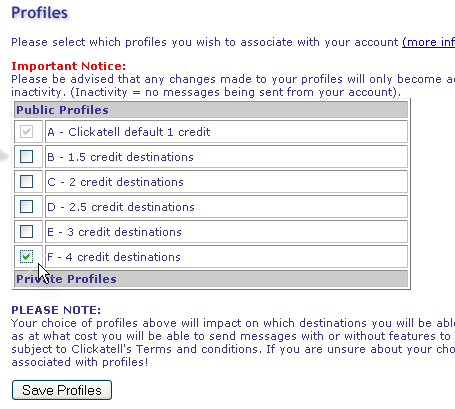 Profiles
Please select which profiles you wish to associate with your account (more inf
Important Notice:
Please be advised that any changes made to your profiles will only become ac
inactivity. (Inactivity = no messages being sent from your account).
Public Profiles
A - Clickatell default 1 credit
B - 1.5 credit destinations
C - 2 credit destinations
D - 2.5 credit destinations
E - 3 credit destinations
F - 4 credit destinations
Private Profiles
PLEASE NOTE:
Your choice of profiles above will impact on which destinations you will be able
as at what cost you will be able to send messages with or without features to
subject to Clickatell's Terms and conditions. If you are unsure about your cho
associated with profiles!
Save Profiles